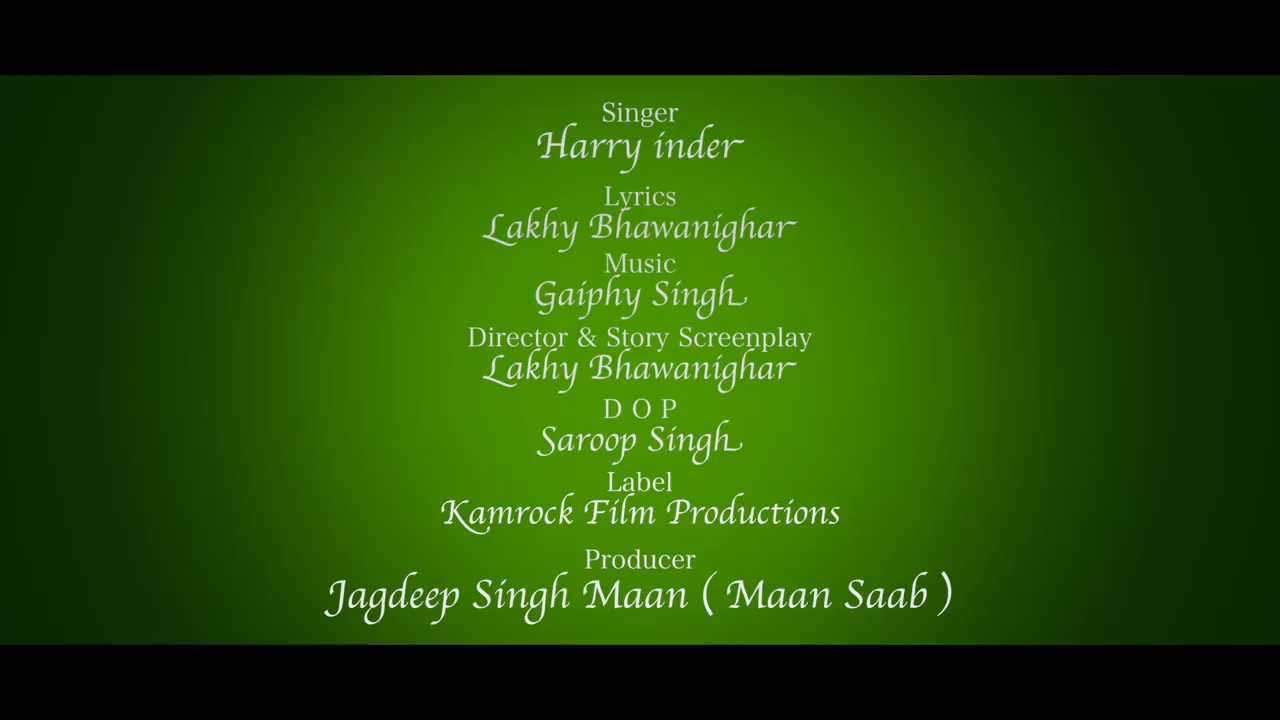 Singer
Harry inder
Lyrics
Lakhy Bhawanighar
Music
Gaiphy Singh
Director & Story Screenplay
Lakhy Bhawanighar
D O P
Saroop Singh
Label
Kamrock Film Productions
Producer
Jagdeep Singh Maan ( Maan Saab )